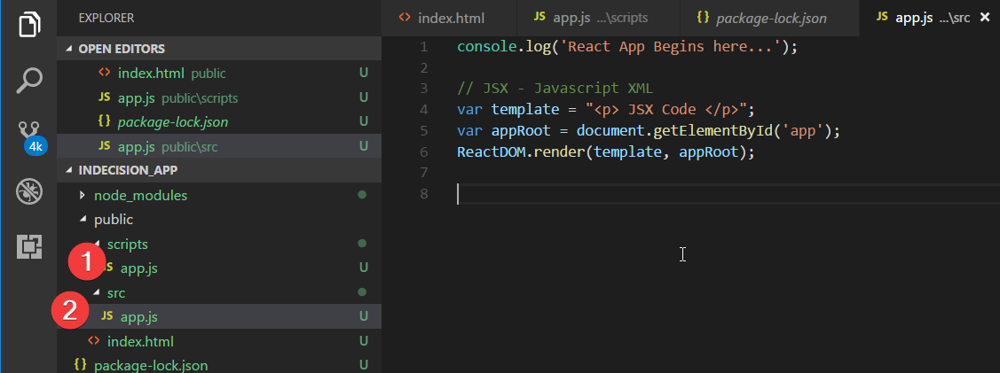 EXPLORER
OPEN EDITORS
<> index.html public U
JS app.js public\scripts U
{} package-lock.json U
JS app.js public\src U
4k
INDECISION_APP
node_modules
public
scripts
1 JS app.js U
src
2 JS app.js U
<> index.html U
{} package-lock.json U
<> index.html JS app.js ...\scripts {} package-lock.json JS app.js ...\src ×
1 console.log('React App Begins here...');
2
3 // JSX - Javascript XML
4 var template = "<p> JSX Code </p>";
5 var appRoot = document.getElementById('app');
6 ReactDOM.render(template, appRoot);
7
8